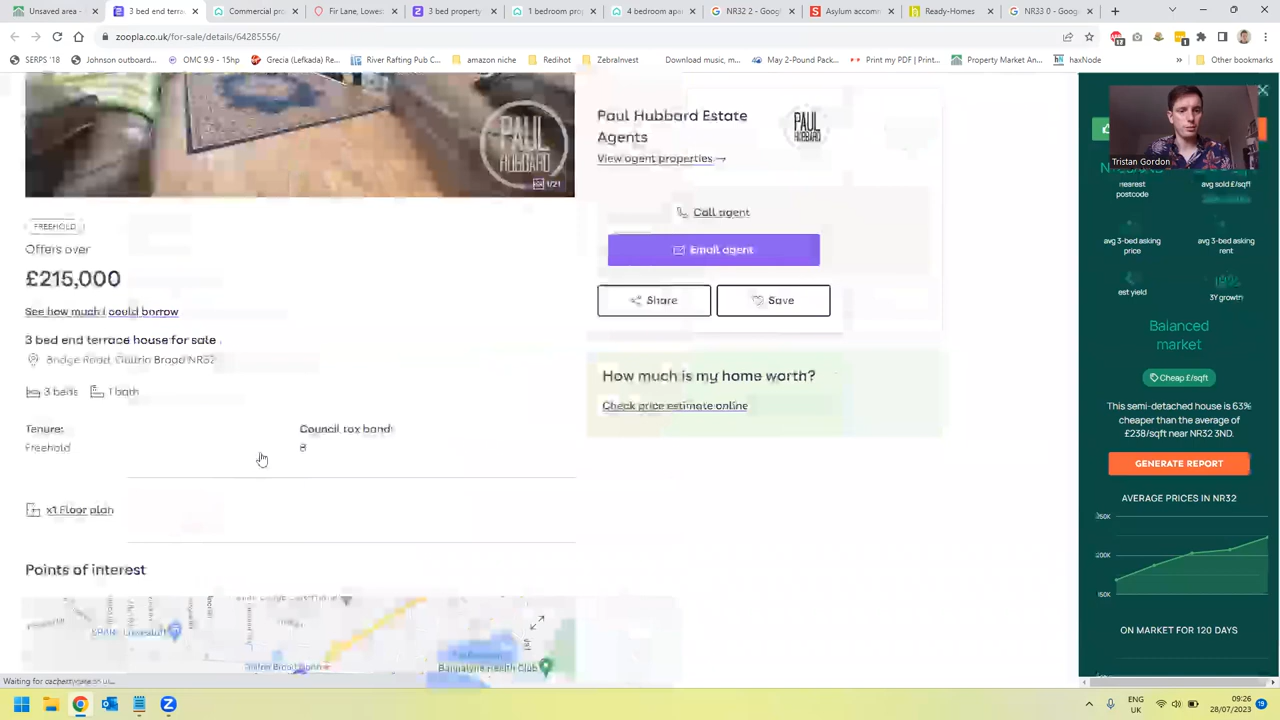 Unsaved area –
3 bed end terra
Commercial pro
Fir Lane, Lowes
3 bed property
1 bedroom prop
4 bedroom apar
NR32 2 - Goog
Asylum accomm
Ready-Homes
NR33 0 - Goog
zoopla.co.uk/for-sale/details/64285556/
SERPS '18
Johnson outboard...
OMC 9.9 - 15hp
Grecia (Lefkada) Re...
River Rafting Pub C...
amazon niche
Redihot
ZebraInvest
Download music, m...
May 2-Pound Pack...
Print my PDF | Print...
Property Market An...
haxNode
Other bookmarks
PAUL
HUBBARD
1/21
FREEHOLD
Offers over
£215,000
See how much I could borrow
3 bed end terrace house for sale
Bridge Road, Oulton Broad NR32
3 beds
1 bath
Tenure:
Council tax band:
Freehold
B
x1 Floor plan
Points of interest
Paul Hubbard Estate
Agents
View agent properties
PAUL
HUBBARD
Call agent
Email agent
Share
Save
How much is my home worth?
Check price estimate online
Tristan Gordon
nearest
postcode
avg sold £/sqft
avg 3-bed asking
price
avg 3-bed asking
rent
est yield
3Y growth
Balanced
market
Cheap £/sqft
This semi-detached house is 63%
cheaper than the average of
£238/sqft near NR32 3ND.
GENERATE REPORT
AVERAGE PRICES IN NR32
ON MARKET FOR 120 DAYS
ENG
UK
09:26
28/07/2023